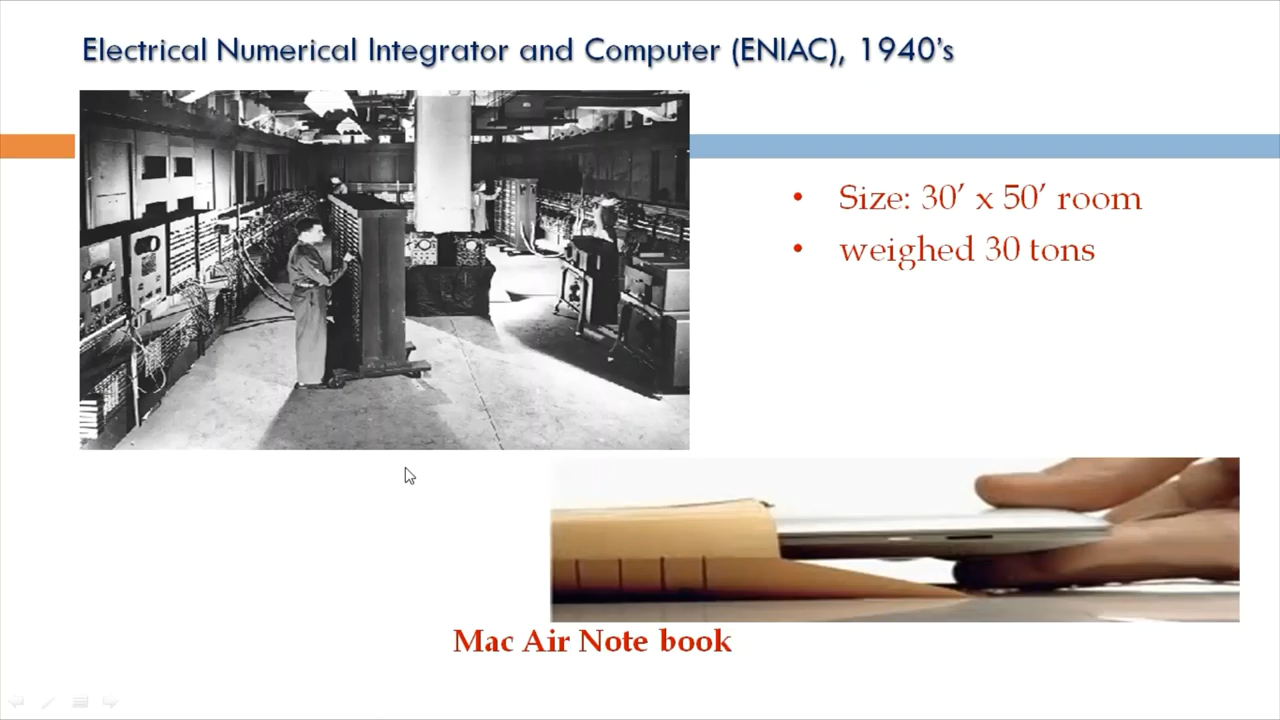 Electrical Numerical Integrator and Computer (ENIAC), 1940's
• Size: 30′ x 50′ room
• weighed 30 tons
Mac Air Note book